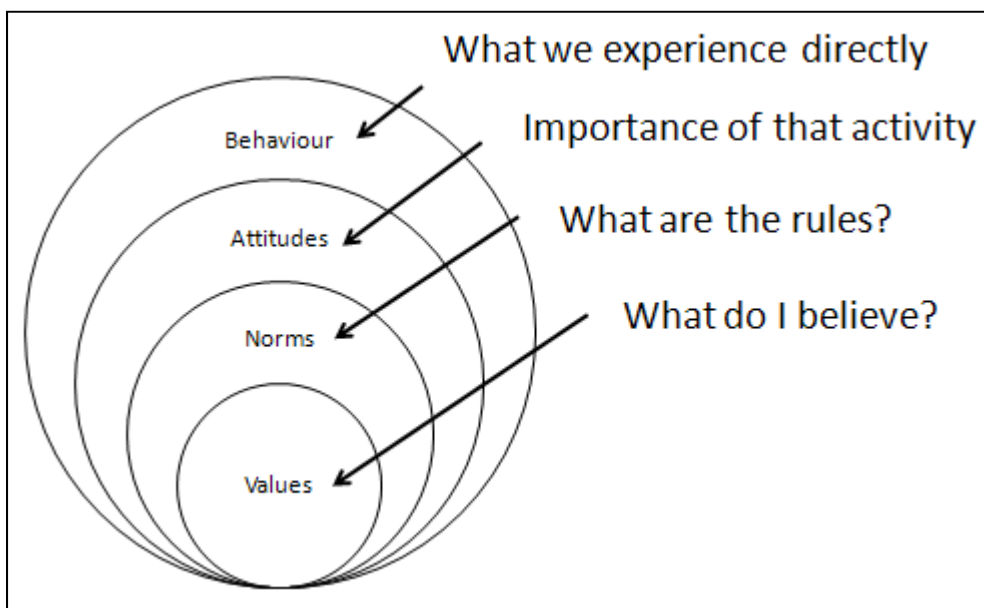 What we experience directly
Behaviour
Importance of that activity
Attitudes
What are the rules?
Norms
What do I believe?
Values